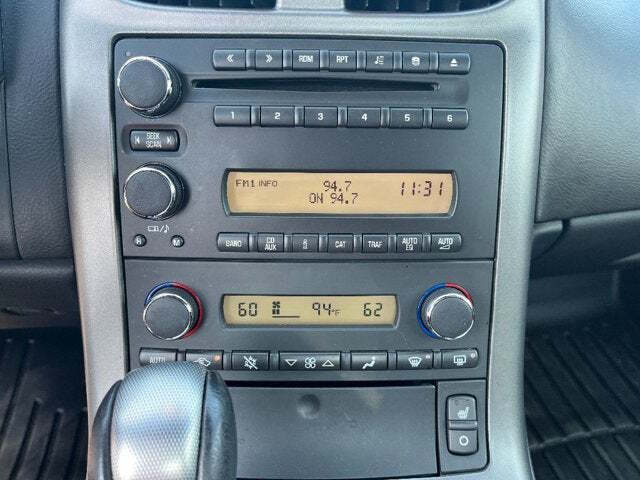 RDM RPT
1 2 3 4 5 6
SEEK
SCAN
FM1 INFO 94.7 11:31
ON 94.7
H M
BAND CD AUX CAT TRAF AUTO EQ AUTO
60 94°F 62
AUTO